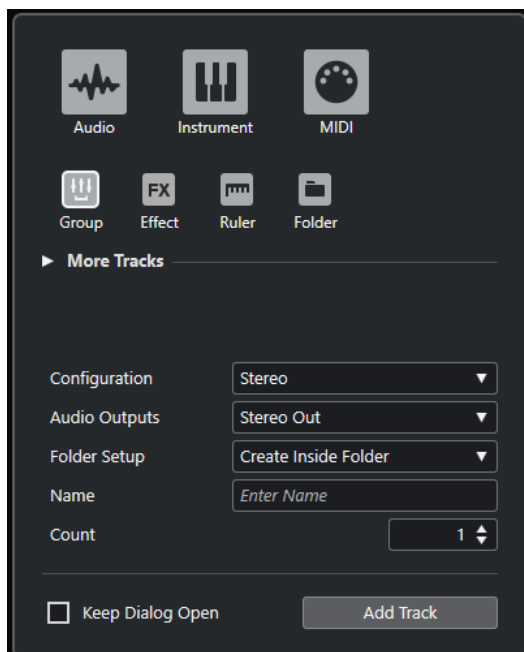 Audio Instrument MIDI
FX
Group Effect Ruler Folder
More Tracks
Configuration Stereo
Audio Outputs Stereo Out
Folder Setup Create Inside Folder
Name Enter Name
Count 1
Keep Dialog Open Add Track